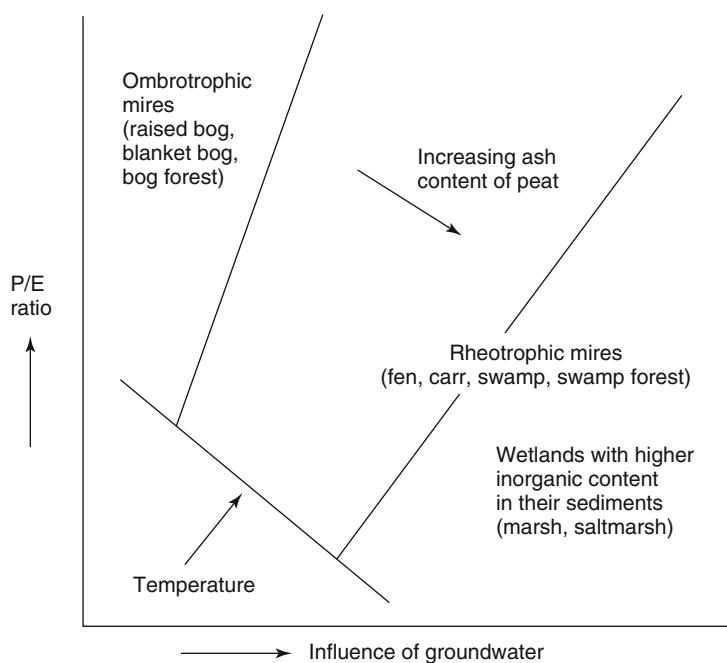 Ombrotrophic
mires
(raised bog,
blanket bog,
bog forest)
Increasing ash
content of peat
P/E
ratio
Rheotrophic mires
(fen, carr, swamp, swamp forest)
Wetlands with higher
inorganic content
in their sediments
(marsh, saltmarsh)
Temperature
Influence of groundwater